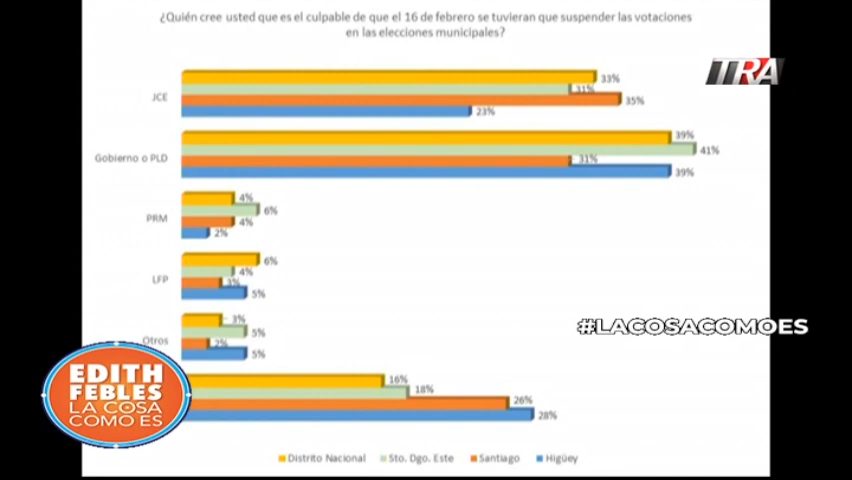 ¿Quién cree usted que es el culpable de que el 16 de febrero se tuvieran que suspender las votaciones
en las elecciones municipales?
TRA
JCE
33%
31%
35%
23%
Gobierno o PLD
39%
41%
31%
39%
PRM
4%
6%
4%
2%
LFP
6%
4%
3%
5%
Otros
3%
5%
2%
5%
#LACOSACOMOES
16%
18%
26%
28%
EDITH
FEBLES
LA COSA
COMO ES
Distrito Nacional Sto. Dgo. Este Santiago Higüey